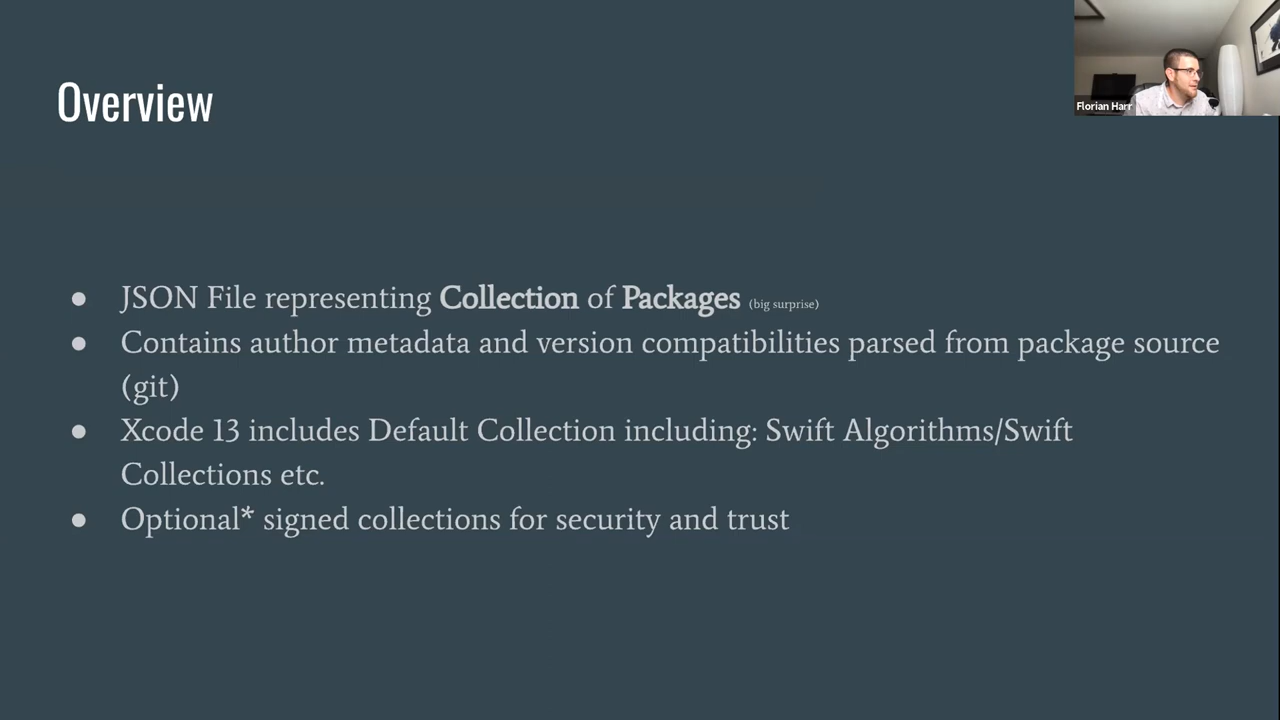 Overview
Florian Harr
● JSON File representing Collection of Packages (big surprise)
● Contains author metadata and version compatibilities parsed from package source
(git)
● Xcode 13 includes Default Collection including: Swift Algorithms/Swift
Collections etc.
● Optional* signed collections for security and trust